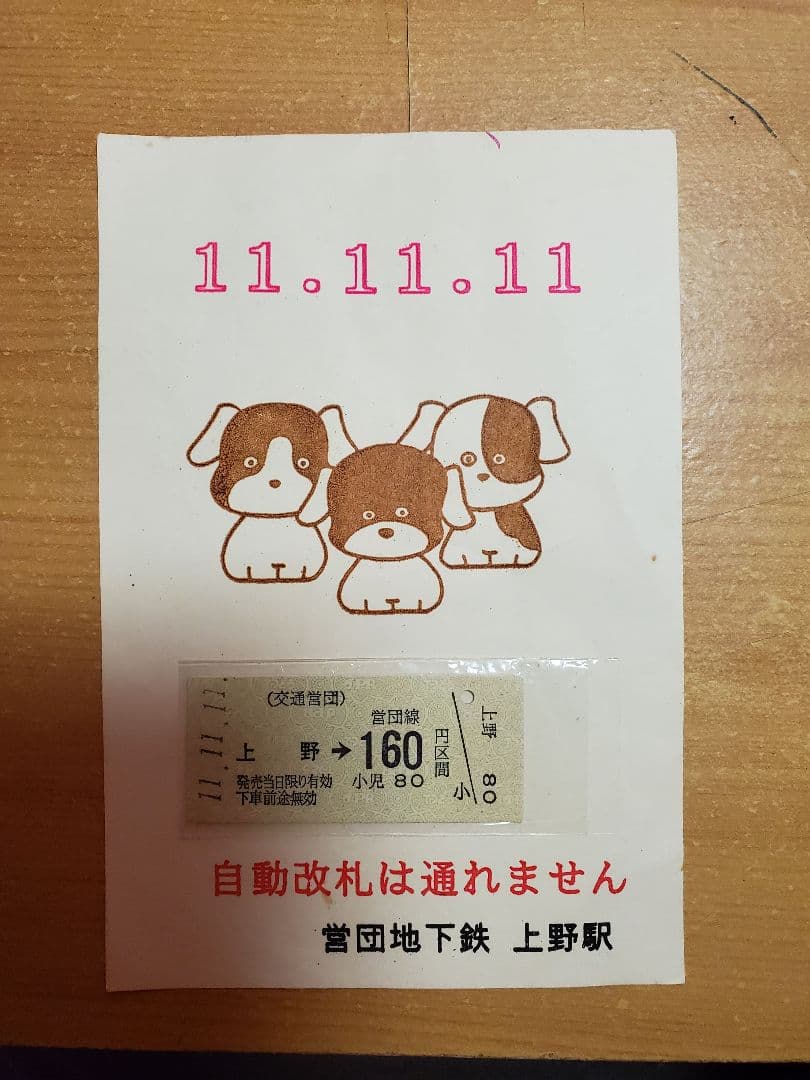 11.11.11
11.11.11.
(交通営団)
営団線
上野→160円区間
発売当日限り有効 小児 80
下車前途無効
上野
小 80
自動改札は通れません
営団地下鉄 上野駅